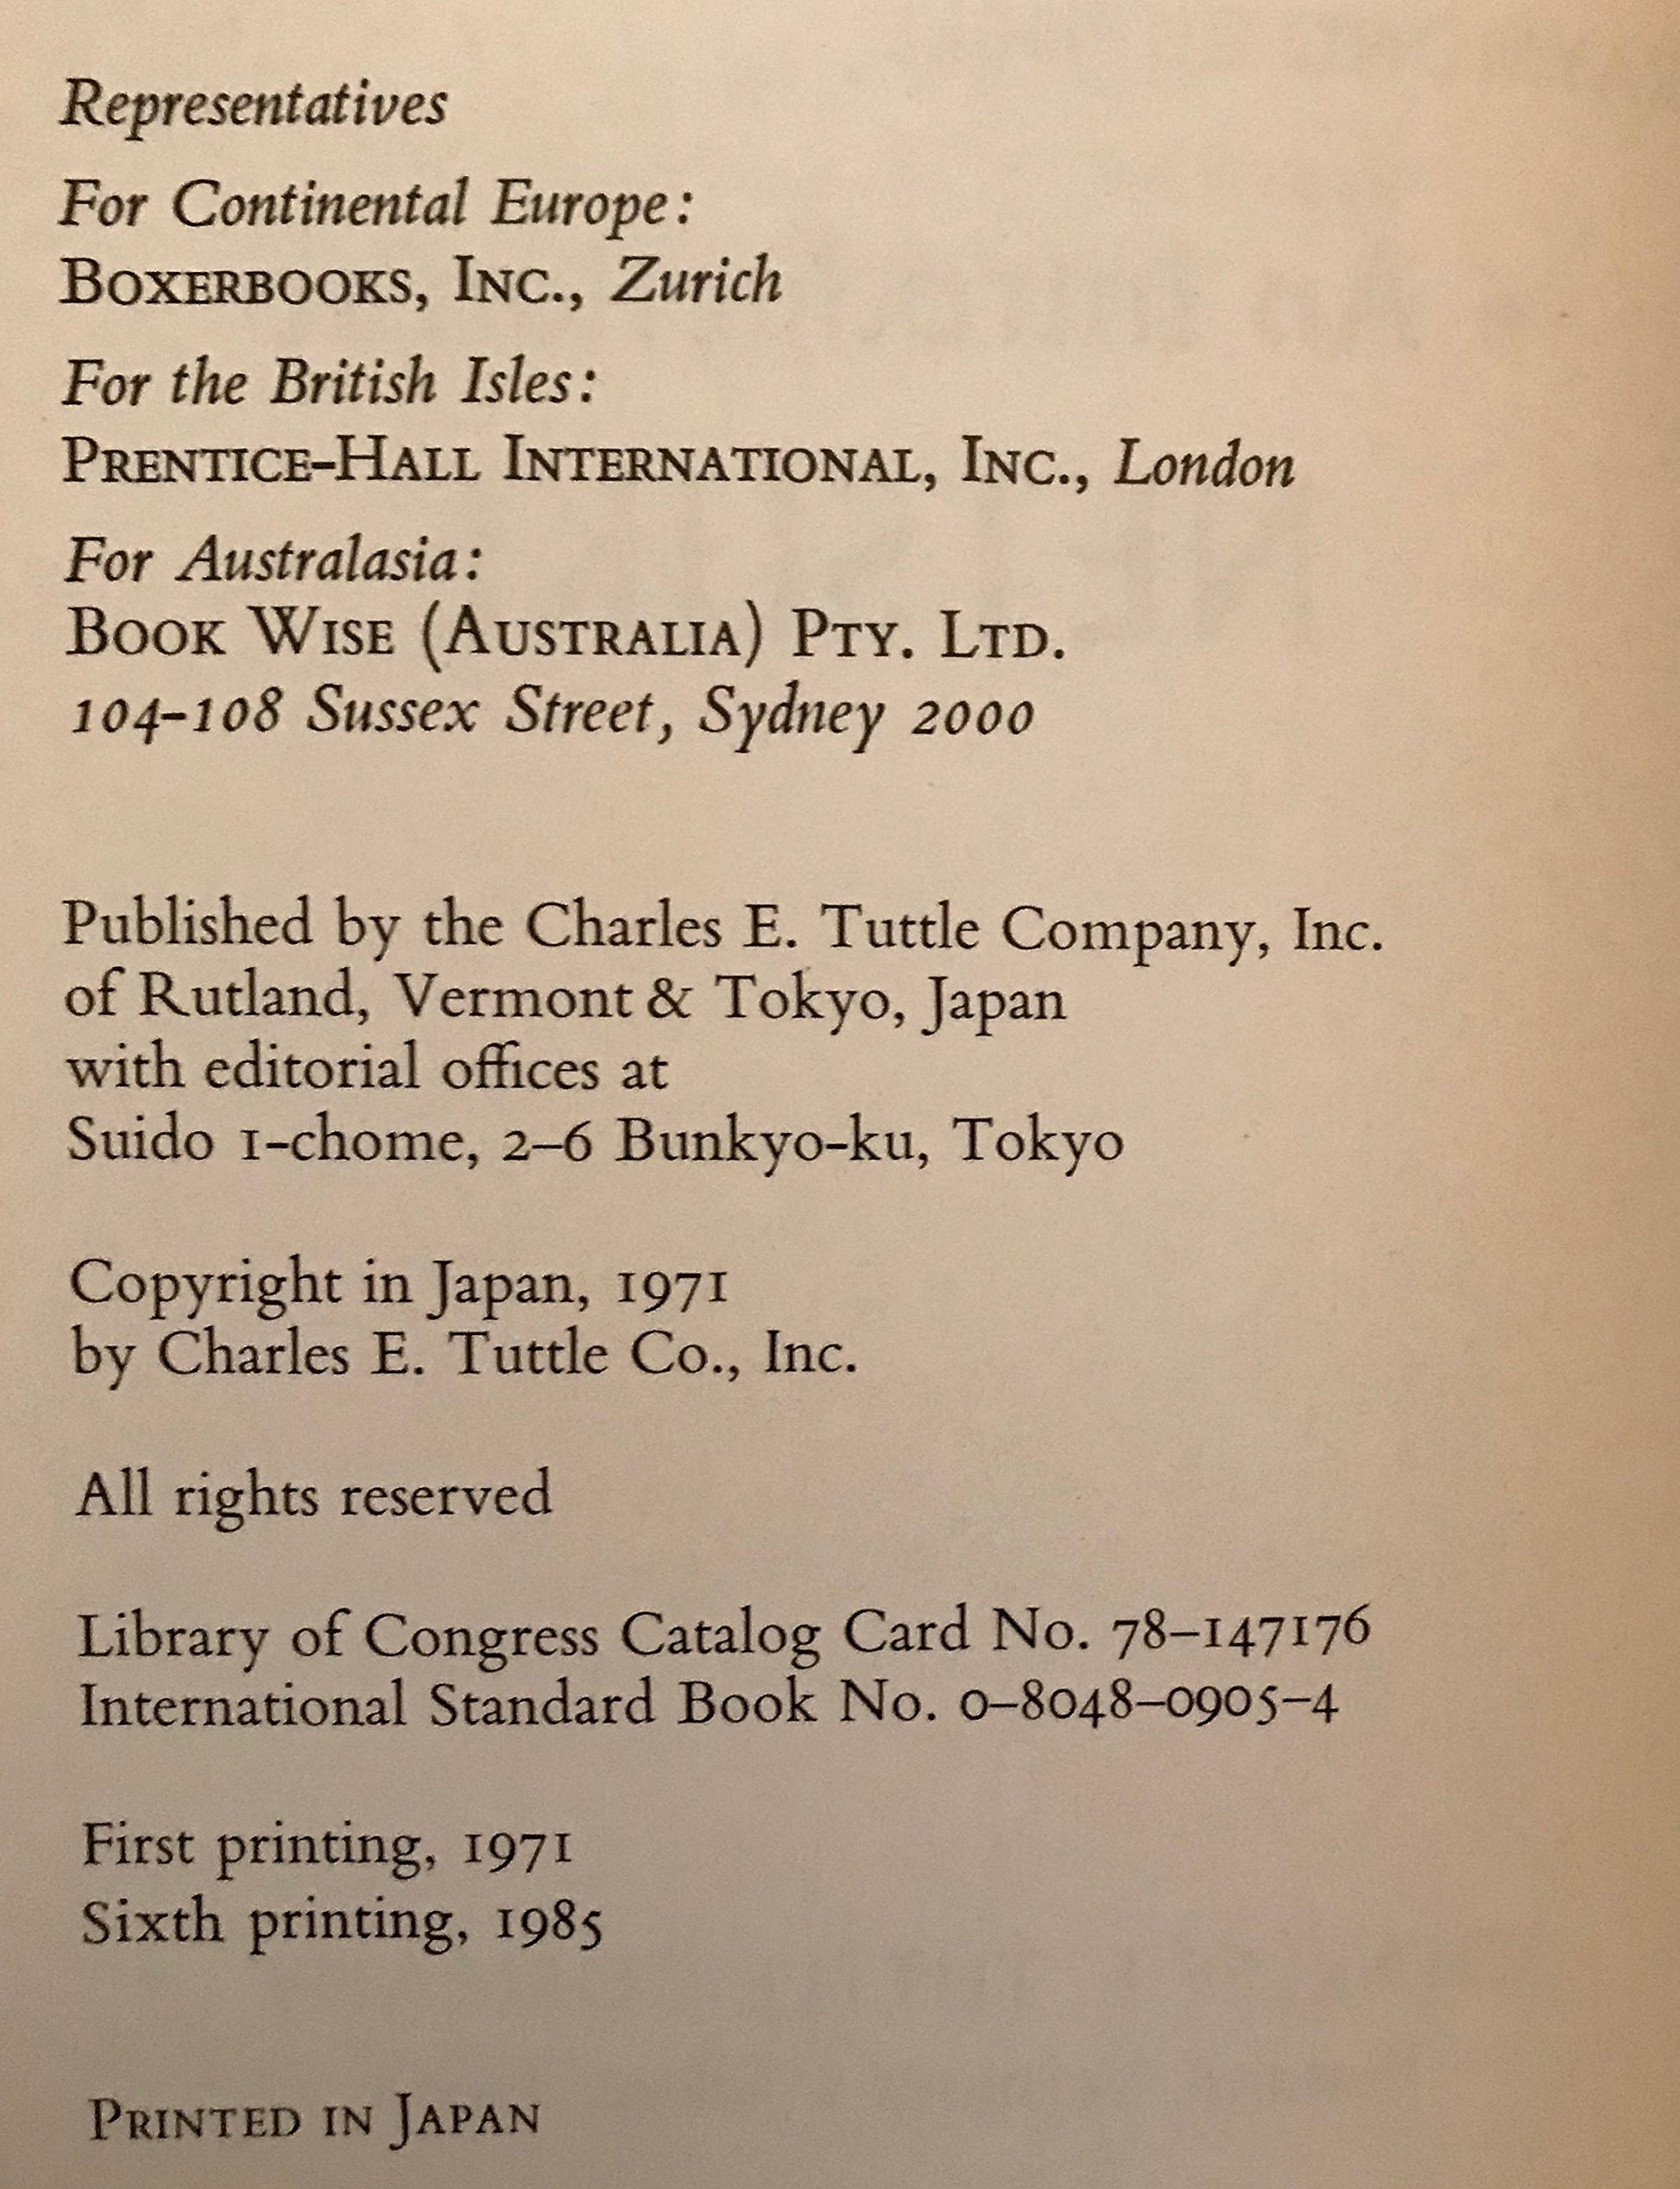 Representatives
For Continental Europe:
BOXERBOOKS, INC., Zurich
For the British Isles:
PRENTICE-HALL INTERNATIONAL, INC., London
For Australasia:
BOOK WISE (AUSTRALIA) PTY. LTD.
104-108 Sussex Street, Sydney 2000
Published by the Charles E. Tuttle Company, Inc.
of Rutland, Vermont & Tokyo, Japan
with editorial offices at
Suido 1-chome, 2–6 Bunkyo-ku, Tokyo
Copyright in Japan, 1971
by Charles E. Tuttle Co., Inc.
All rights reserved
Library of Congress Catalog Card No. 78–147176
International Standard Book No. 0–8048–0905–4
First printing, 1971
Sixth printing, 1985
PRINTED IN JAPAN